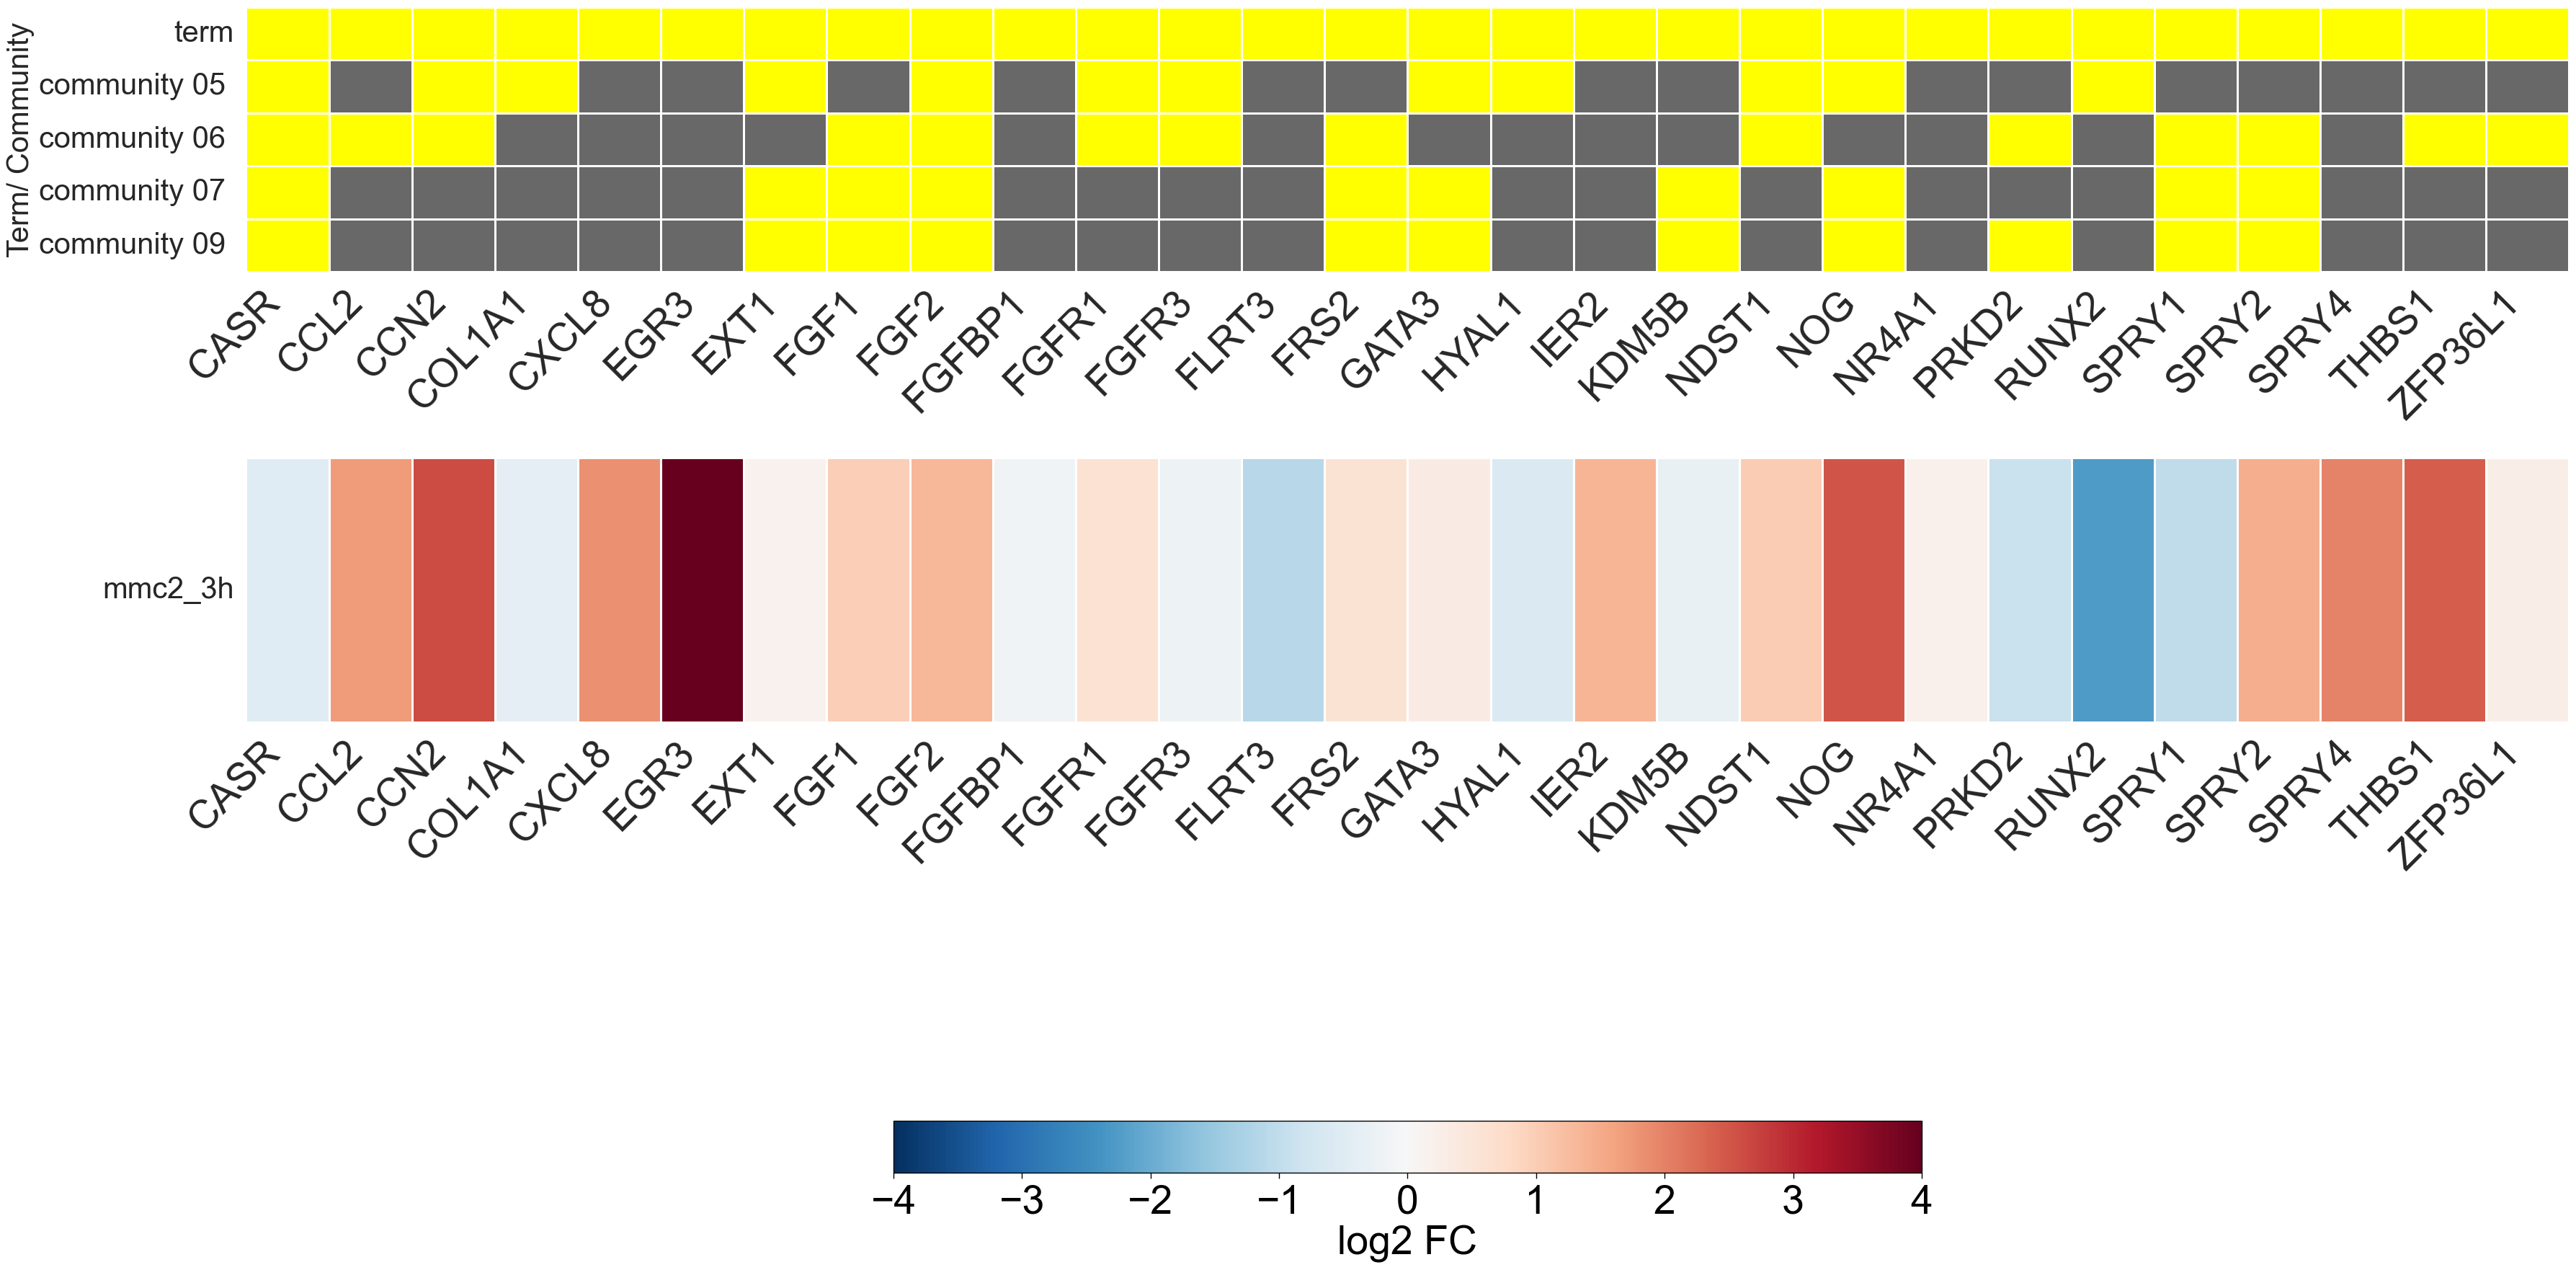 Term/ Community
term
community 05
community 06
community 07
community 09
CASR CCL2 CCN2 COL1A1 CXCL8 EGR3 EXT1 FGF1 FGF2 FGFBP1 FGFR1 FGFR3 FLRT3 FRS2 GATA3 HYAL1 IER2 KDM5B NDST1 NOG NR4A1 PRKD2 RUNX2 SPRY1 SPRY2 SPRY4 THBS1 ZFP36L1
mmc2_3h
CASR CCL2 CCN2 COL1A1 CXCL8 EGR3 EXT1 FGF1 FGF2 FGFBP1 FGFR1 FGFR3 FLRT3 FRS2 GATA3 HYAL1 IER2 KDM5B NDST1 NOG NR4A1 PRKD2 RUNX2 SPRY1 SPRY2 SPRY4 THBS1 ZFP36L1
−4 −3 −2 −1 0 1 2 3 4
log2 FC